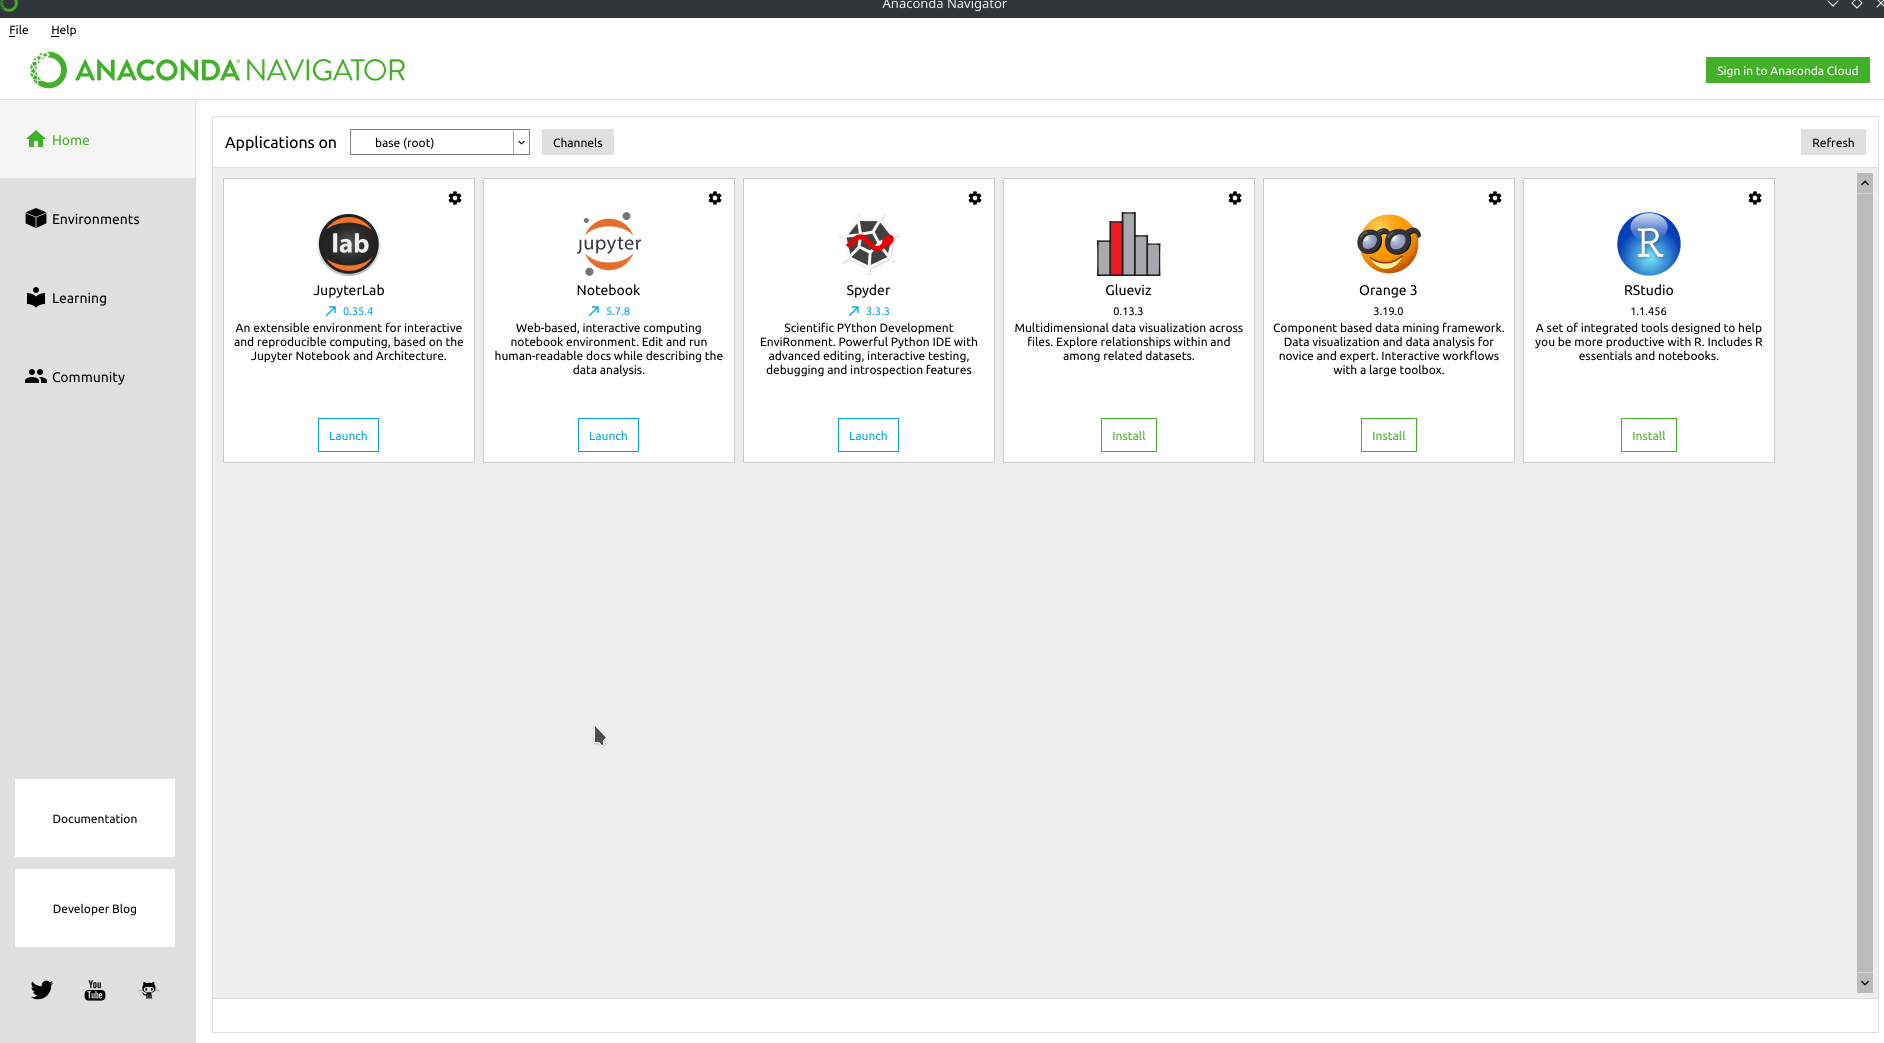 Anaconda Navigator
File Help
ANACONDA NAVIGATOR
Sign in to Anaconda Cloud
Home
Environments
Learning
Community
Documentation
Developer Blog
You
Tube
Applications on base (root) Channels Refresh
lab
JupyterLab
0.35.4
An extensible environment for interactive
and reproducible computing, based on the
Jupyter Notebook and Architecture.
Launch
jupyter
Notebook
5.7.8
Web-based, interactive computing
notebook environment. Edit and run
human-readable docs while describing the
data analysis.
Launch
Spyder
3.3.3
Scientific PYthon Development
EnviRonment. Powerful Python IDE with
advanced editing, interactive testing,
debugging and introspection features
Launch
Glueviz
0.13.3
Multidimensional data visualization across
files. Explore relationships within and
among related datasets.
Install
Orange 3
3.19.0
Component based data mining framework.
Data visualization and data analysis for
novice and expert. Interactive workflows
with a large toolbox.
Install
R
RStudio
1.1.456
A set of integrated tools designed to help
you be more productive with R. Includes R
essentials and notebooks.
Install